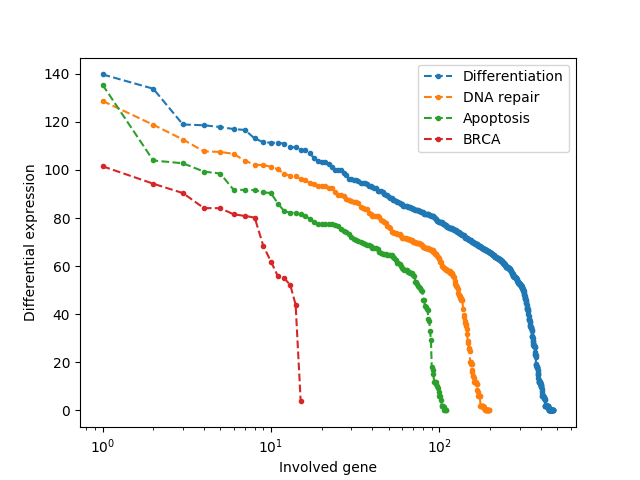 Differentiation
DNA repair
Apoptosis
BRCA
140
120
100
80
60
40
20
0
Differential expression
10⁰
10¹
10²
Involved gene